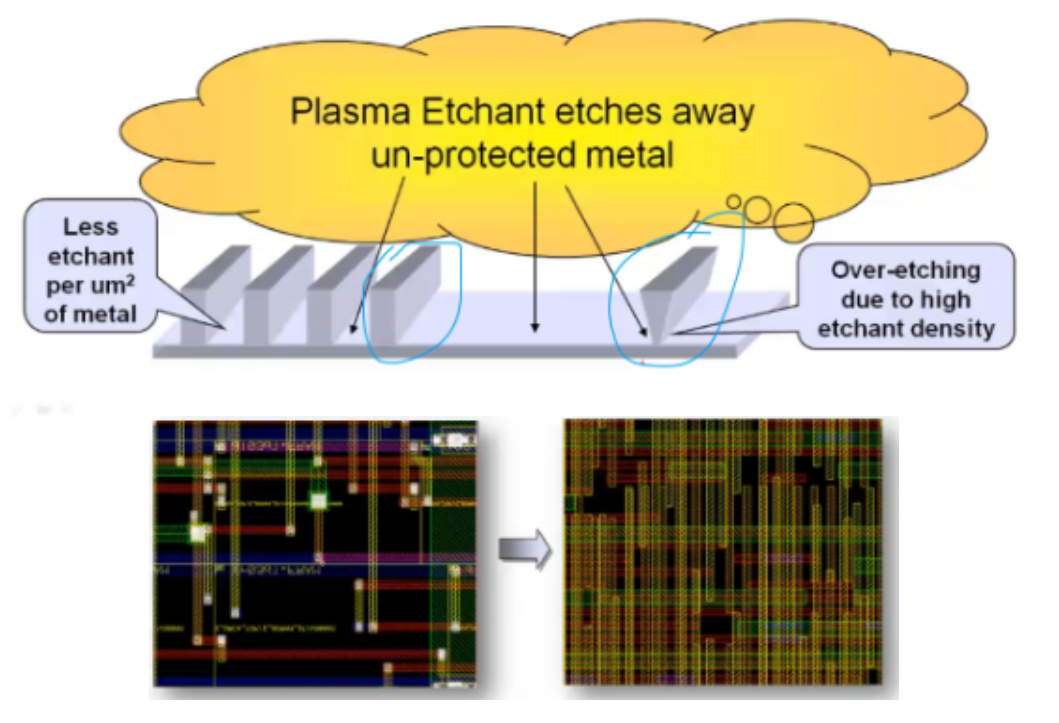 Plasma Etchant etches away
un-protected metal
Less
etchant
per um²
of metal
Over-etching
due to high
etchant density